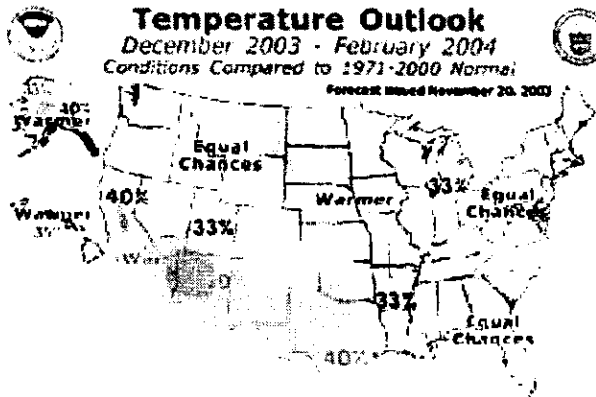 Temperature Outlook
December 2003 - February 2004
Conditions Compared to 1971-2000 Normal
Forecast Issued November 20, 2003
40%
Warmer
Equal
Chances
40%
33%
Warmer
33%
Equal
Chances
Warmer
33%
Equal
Chances
40%